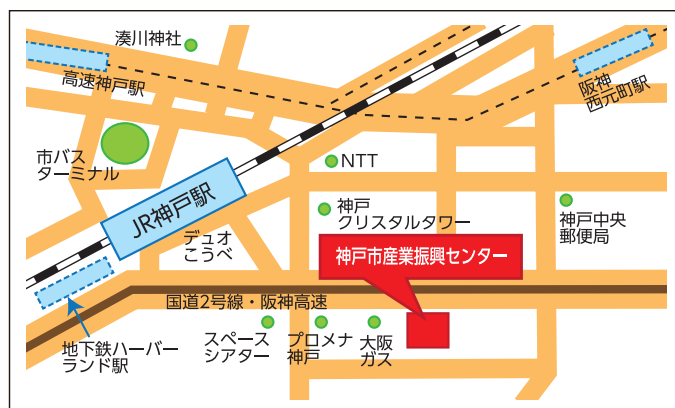 湊川神社
高速神戸駅
阪神
西元町駅
市バス
ターミナル
NTT
JR神戸駅
神戸
クリスタルタワー
神戸中央
郵便局
デュオ
こうべ
神戸市産業振興センター
国道2号線・阪神高速
地下鉄ハーバー
ランド駅
スペース
シアター
プロメナ
神戸
大阪
ガス